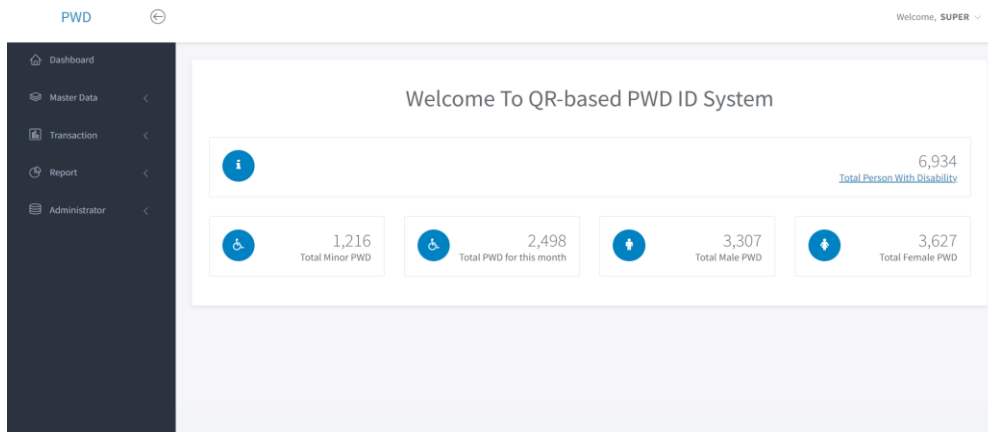 PWD
Welcome, SUPER
Dashboard
Master Data
Transaction
Report
Administrator
Welcome To QR-based PWD ID System
6,934
Total Person With Disability
1,216
Total Minor PWD
2,498
Total PWD for this month
3,307
Total Male PWD
3,627
Total Female PWD